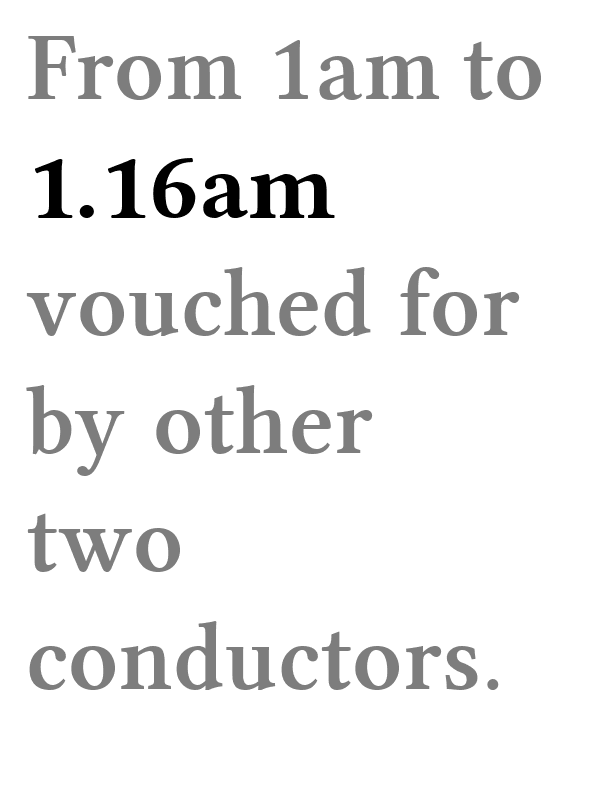 From 1am to
1.16am
vouched for
by other
two
conductors.